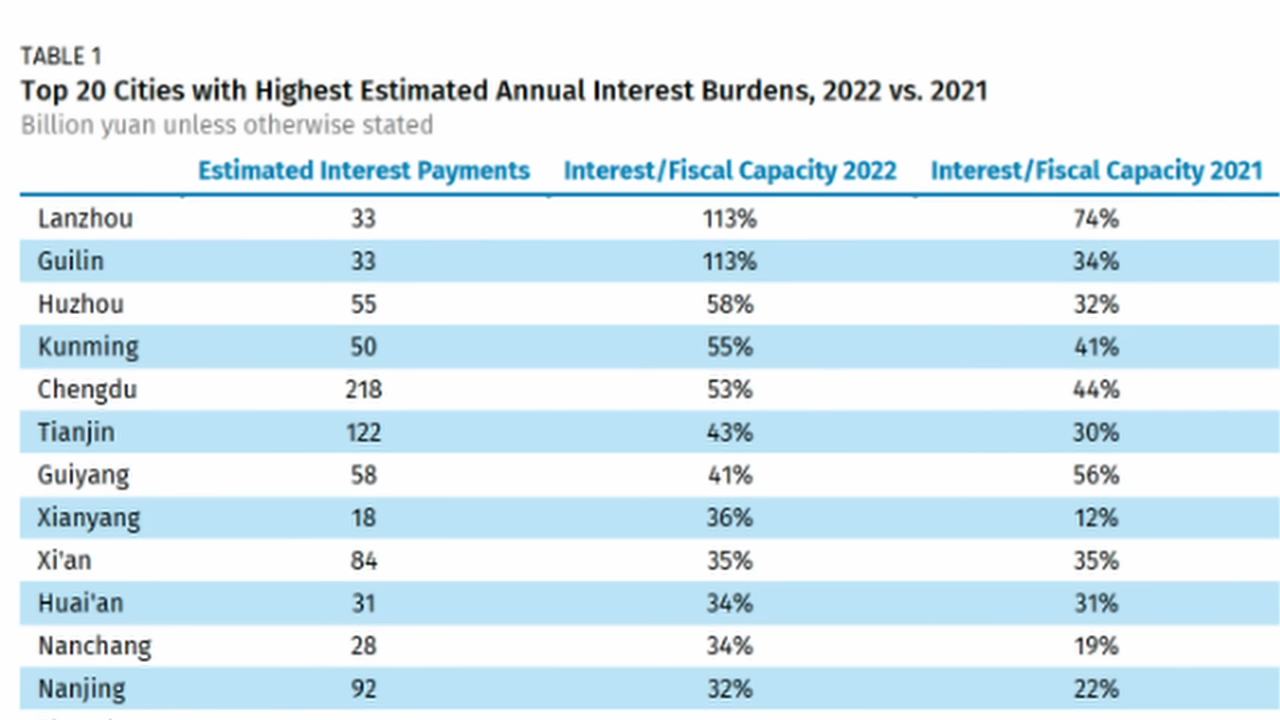 TABLE 1
Top 20 Cities with Highest Estimated Annual Interest Burdens, 2022 vs. 2021
Billion yuan unless otherwise stated
Estimated Interest Payments Interest/Fiscal Capacity 2022 Interest/Fiscal Capacity 2021
Lanzhou 33 113% 74%
Guilin 33 113% 34%
Huzhou 55 58% 32%
Kunming 50 55% 41%
Chengdu 218 53% 44%
Tianjin 122 43% 30%
Guiyang 58 41% 56%
Xianyang 18 36% 12%
Xi'an 84 35% 35%
Huai'an 31 34% 31%
Nanchang 28 34% 19%
Nanjing 92 32% 22%